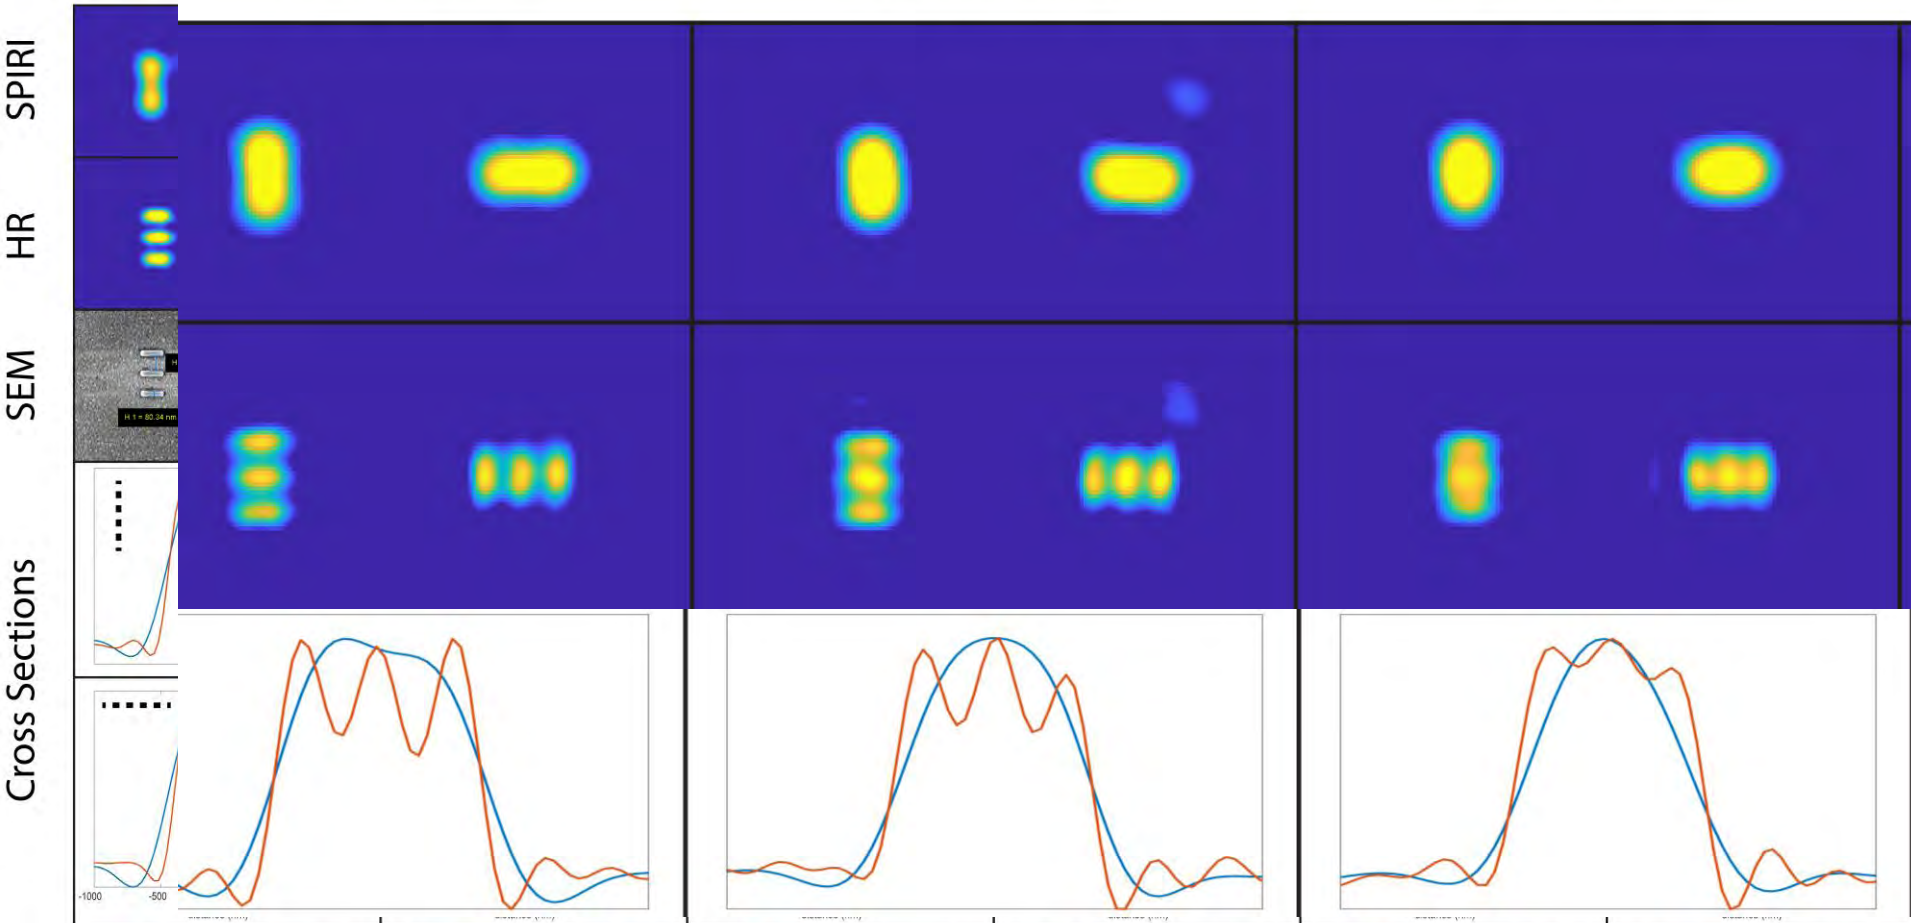 SPIRI
HR
SEM
H
H 1 = 80.34 nm
Cross Sections
-1000
-500